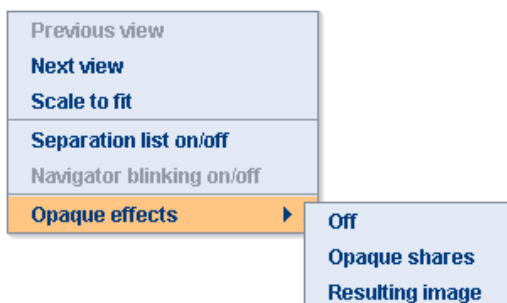 Previous view
Next view
Scale to fit
Separation list on/off
Navigator blinking on/off
Opaque effects
Off
Opaque shares
Resulting image